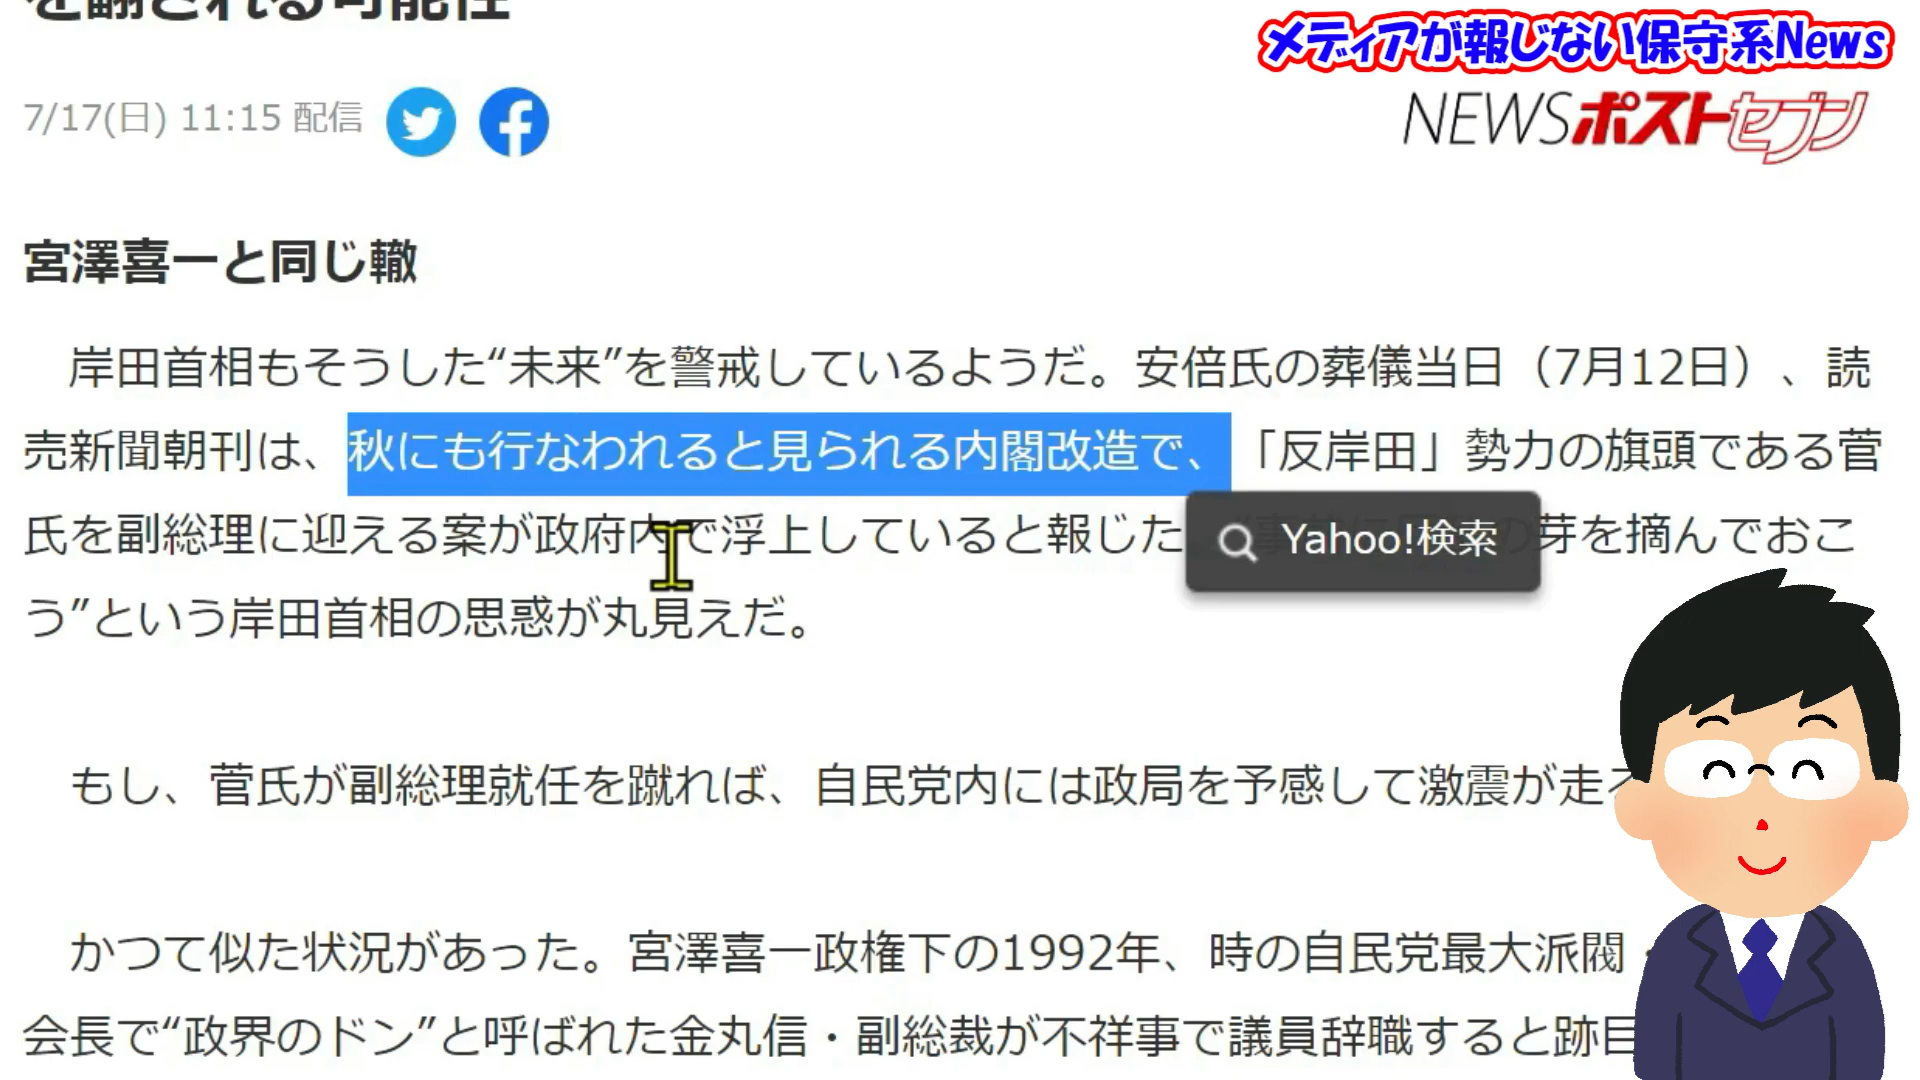 を翻される可能性
メディアが報じない保守系News
7/17(日) 11:15 配信
NEWSポストセブン
宮澤喜一と同じ轍
岸田首相もそうした“未来”を警戒しているようだ。安倍氏の葬儀当日（7月12日）、読
売新聞朝刊は、秋にも行なわれると見られる内閣改造で、「反岸田」勢力の旗頭である菅
氏を副総理に迎える案が政府内で浮上していると報じた
Yahoo!検索
の芽を摘んでおこ
う”という岸田首相の思惑が丸見えだ。
もし、菅氏が副総理就任を蹴れば、自民党内には政局を予感して激震が走
かつて似た状況があった。宮澤喜一政権下の1992年、時の自民党最大派閥・
会長で“政界のドン”と呼ばれた金丸信・副総裁が不祥事で議員辞職すると跡目